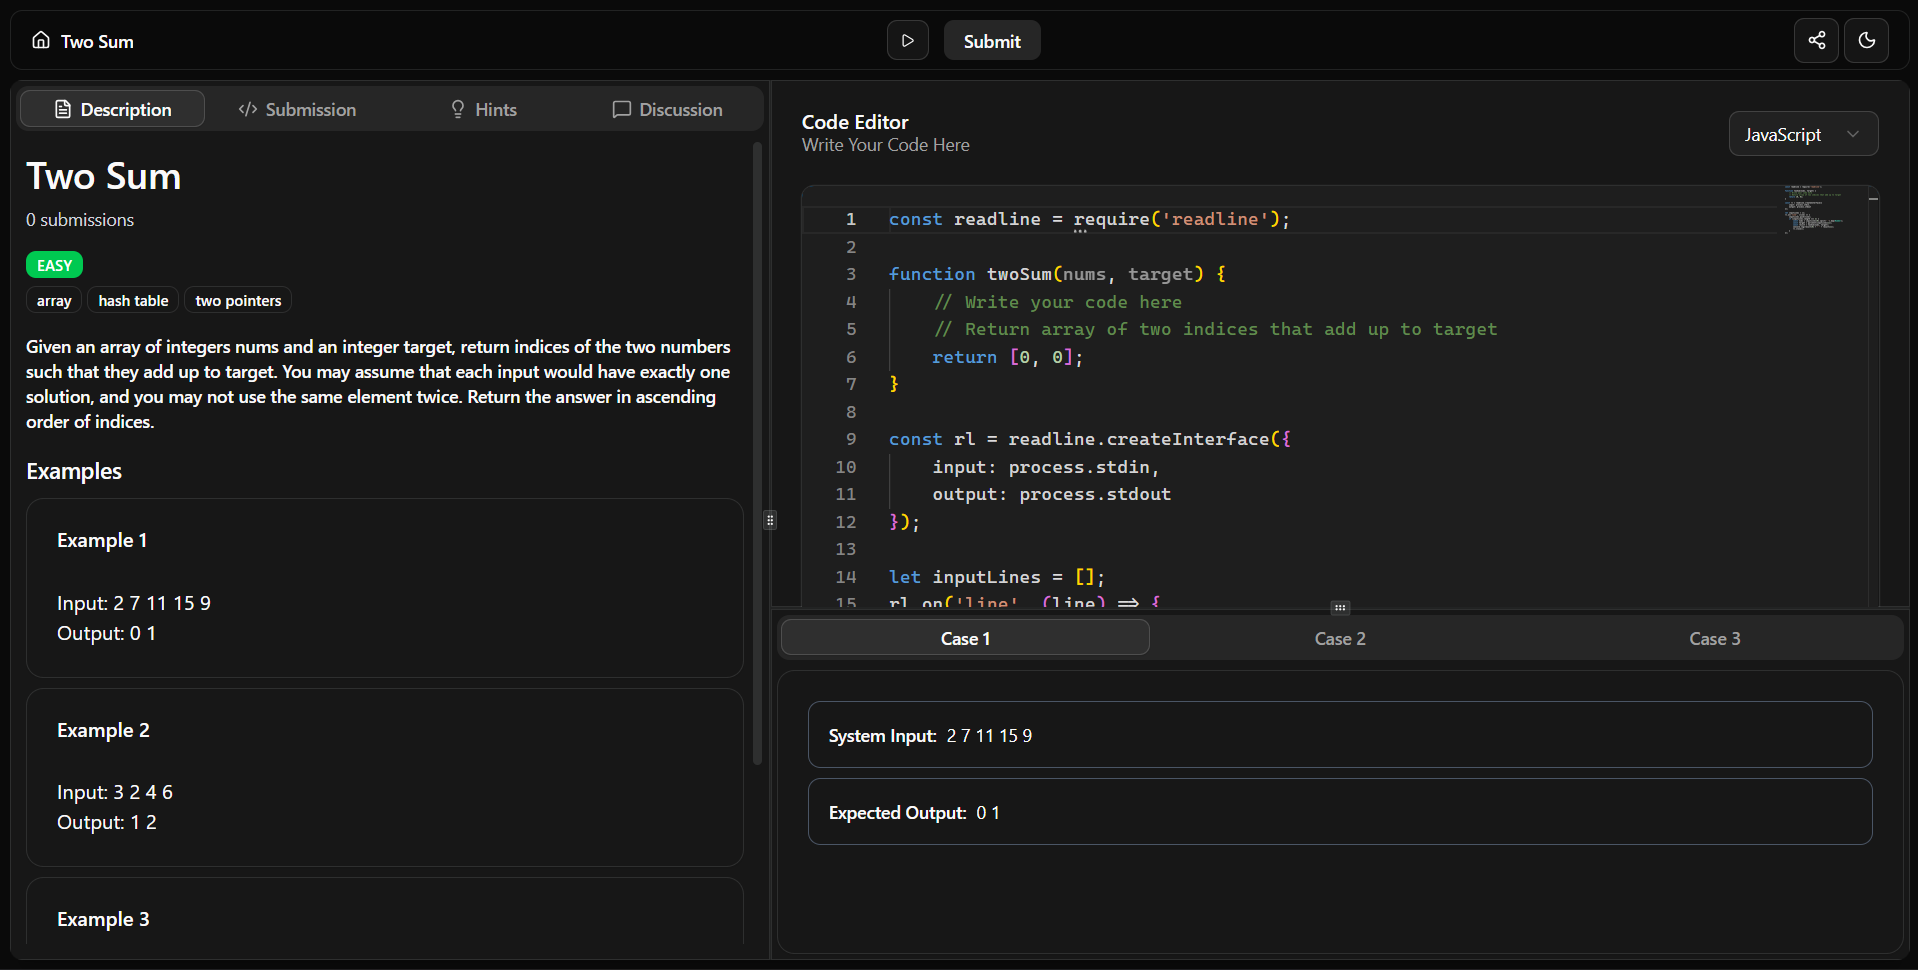 Two Sum
Submit
Description
Submission
Hints
Discussion
Two Sum
0 submissions
EASY
array
hash table
two pointers
Given an array of integers nums and an integer target, return indices of the two numbers
such that they add up to target. You may assume that each input would have exactly one
solution, and you may not use the same element twice. Return the answer in ascending
order of indices.
Examples
Example 1
Input: 2 7 11 15 9
Output: 0 1
Example 2
Input: 3 2 4 6
Output: 1 2
Example 3
Code Editor
Write Your Code Here
JavaScript
1 const readline = require('readline');
2
3 function twoSum(nums, target) {
4 // Write your code here
5 // Return array of two indices that add up to target
6 return [0, 0];
7 }
8
9 const rl = readline.createInterface({
10 input: process.stdin,
11 output: process.stdout
12 });
13
14 let inputLines = [];
15 rl.on('line', (line) => {
Case 1
Case 2
Case 3
System Input: 2 7 11 15 9
Expected Output: 0 1